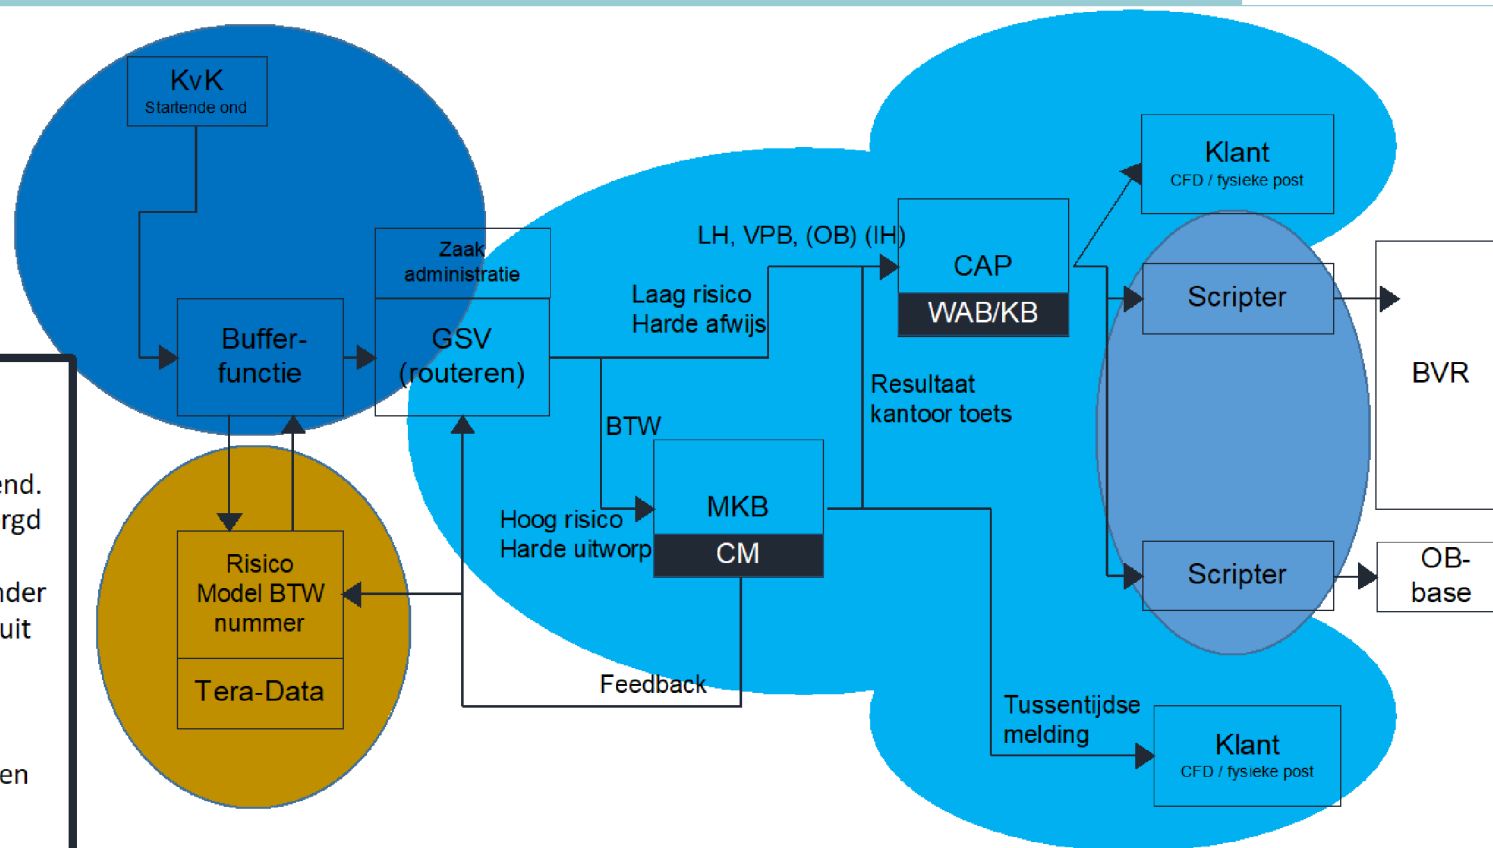 KvK
Startende ond
Klant
CFD / fysieke post
Zaak
administratie
LH, VPB, (OB) (IH)
CAP
WAB/KB
Laag risico
Harde afwijs
Scripter
Buffer-
functie
GSV
(routeren)
BVR
Resultaat
kantoor toets
BTW
MKB
CM
Hoog risico
Harde uitworp
Risico
Model BTW
nummer
Tera-Data
Scripter
OB-
base
Feedback
Tussentijdse
melding
Klant
CFD / fysieke post
end.
rgd
nder
uit
en